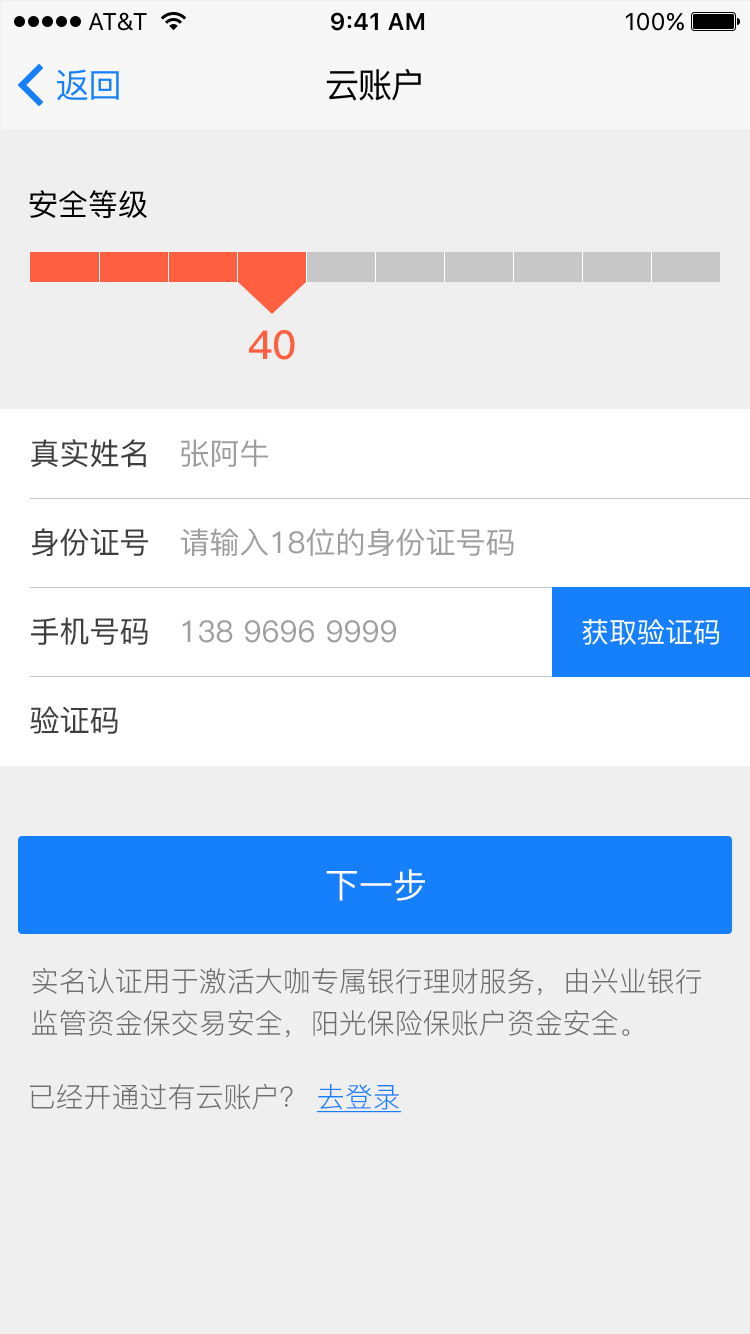 AT&T 9:41 AM 100%
返回 云账户
安全等级
40
真实姓名 张阿牛
身份证号 请输入18位的身份证号码
手机号码 138 9696 9999 获取验证码
验证码
下一步
实名认证用于激活大咖专属银行理财服务，由兴业银行
监管资金保交易安全，阳光保险保账户资金安全。
已经开通过有云账户？ 去登录